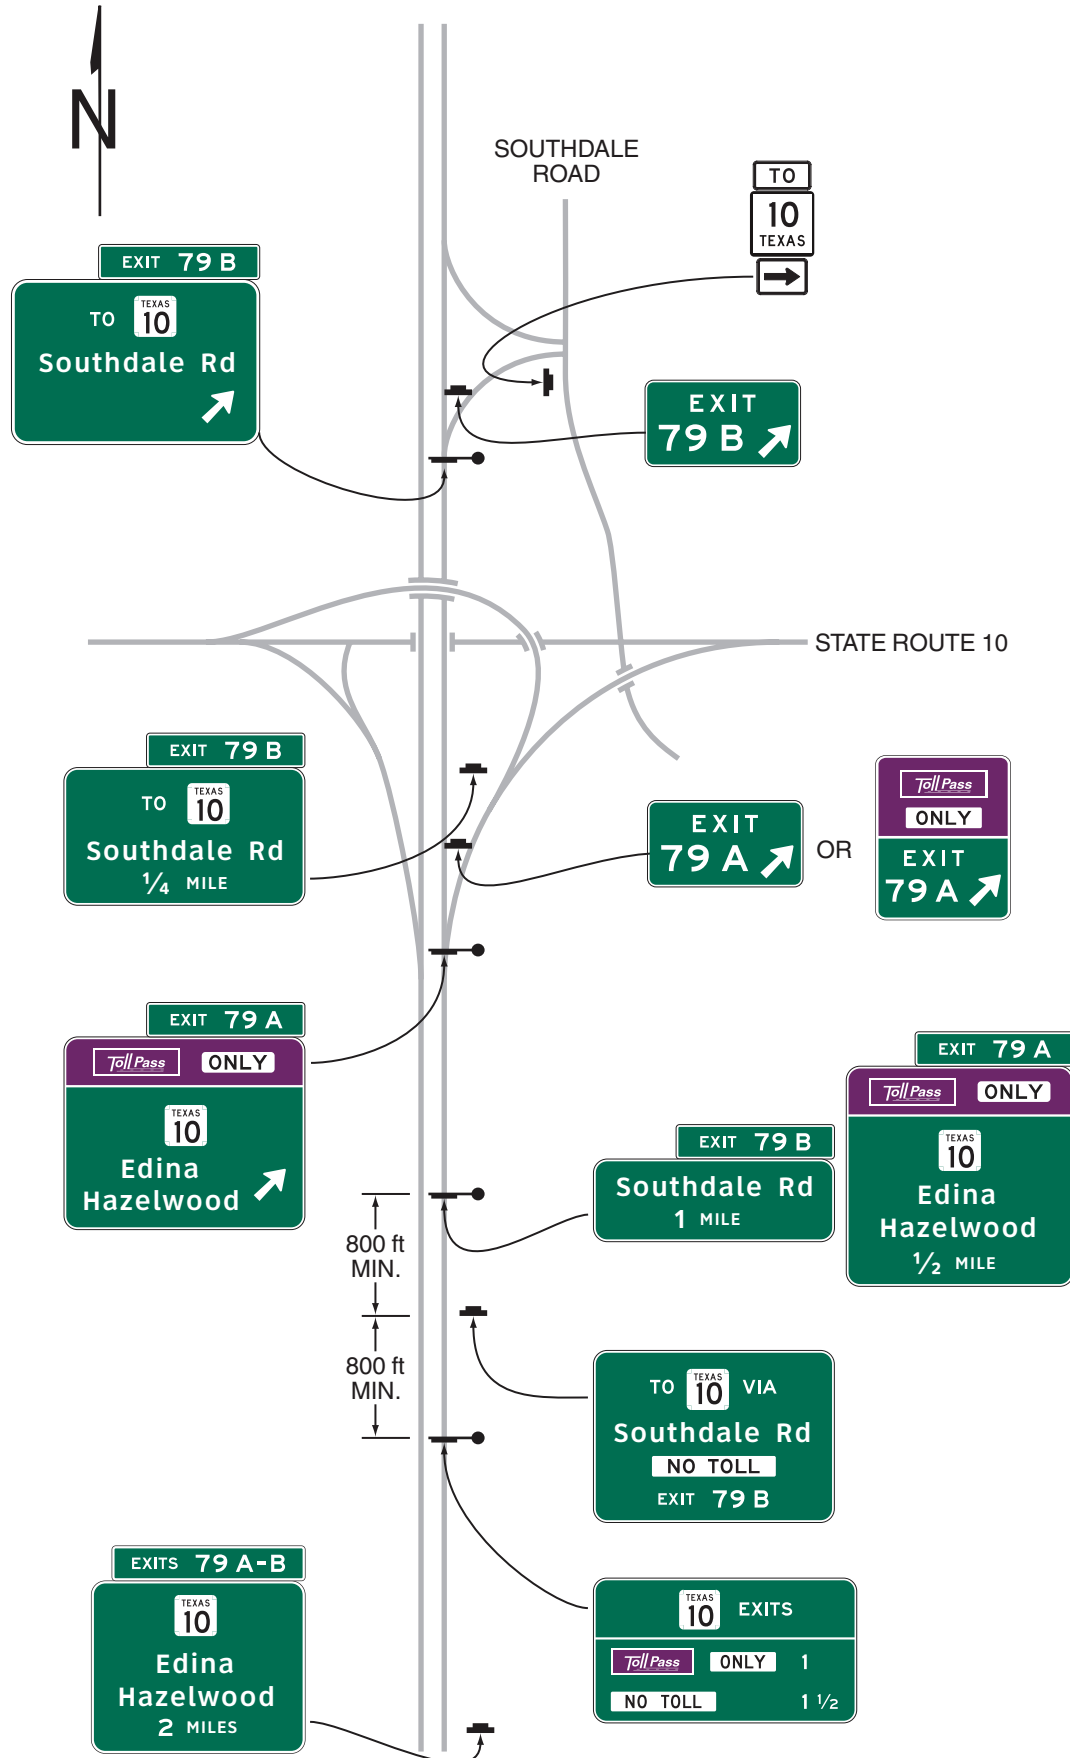 N
SOUTHDALE
ROAD
TO
10
TEXAS
EXIT 79 B
TO TEXAS 10
Southdale Rd
EXIT
79 B
STATE ROUTE 10
EXIT 79 B
TO TEXAS 10
Southdale Rd
1/4 MILE
EXIT
79 A
OR
Toll Pass
ONLY
EXIT
79 A
EXIT 79 A
Toll Pass ONLY
TEXAS
10
Edina
Hazelwood
EXIT 79 A
Toll Pass ONLY
TEXAS
10
Edina
Hazelwood
1/2 MILE
EXIT 79 B
Southdale Rd
1 MILE
800 ft
MIN.
800 ft
MIN.
TO TEXAS 10 VIA
Southdale Rd
NO TOLL
EXIT 79 B
EXITS 79 A-B
TEXAS
10
Edina
Hazelwood
2 MILES
TEXAS 10 EXITS
Toll Pass ONLY 1
NO TOLL 1 1/2